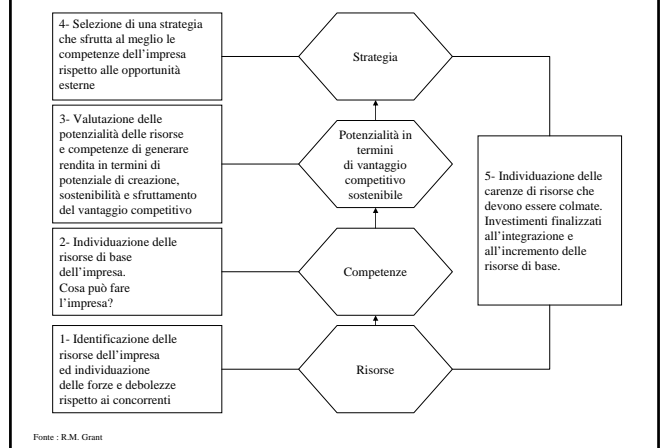 4- Selezione di una strategia
che sfrutta al meglio le
competenze dell'impresa
rispetto alle opportunità
esterne
Strategia
3- Valutazione delle
potenzialità delle risorse
e competenze di generare
rendita in termini di
potenziale di creazione,
sostenibilità e sfruttamento
del vantaggio competitivo
Potenzialità in
termini
di vantaggio
competitivo
sostenibile
5- Individuazione delle
carenze di risorse che
devono essere colmate.
Investimenti finalizzati
all'integrazione e
all'incremento delle
risorse di base.
2- Individuazione delle
risorse di base
dell'impresa.
Cosa può fare
l'impresa?
Competenze
1- Identificazione delle
risorse dell'impresa
ed individuazione
delle forze e debolezze
rispetto ai concorrenti
Risorse
Fonte : R.M. Grant